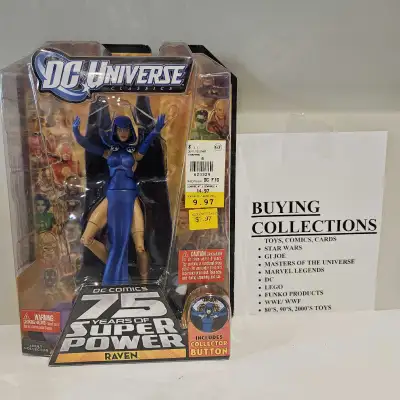 DC UNIVERSE
CLASSICS
9.97
CAUTION
DC COMICS
75
YEARS OF
SUPER
POWER
RAVEN
WARNING:
INCLUDES
COLLECTOR
BUTTON
BUYING
COLLECTIONS
TOYS, COMICS, CARDS
STAR WARS
GI JOE
MASTERS OF THE UNIVERSE
MARVEL LEGENDS
DC
LEGO
FUNKO PRODUCTS
WWE/ WWF
80'S, 90'S, 2000'S TOYS